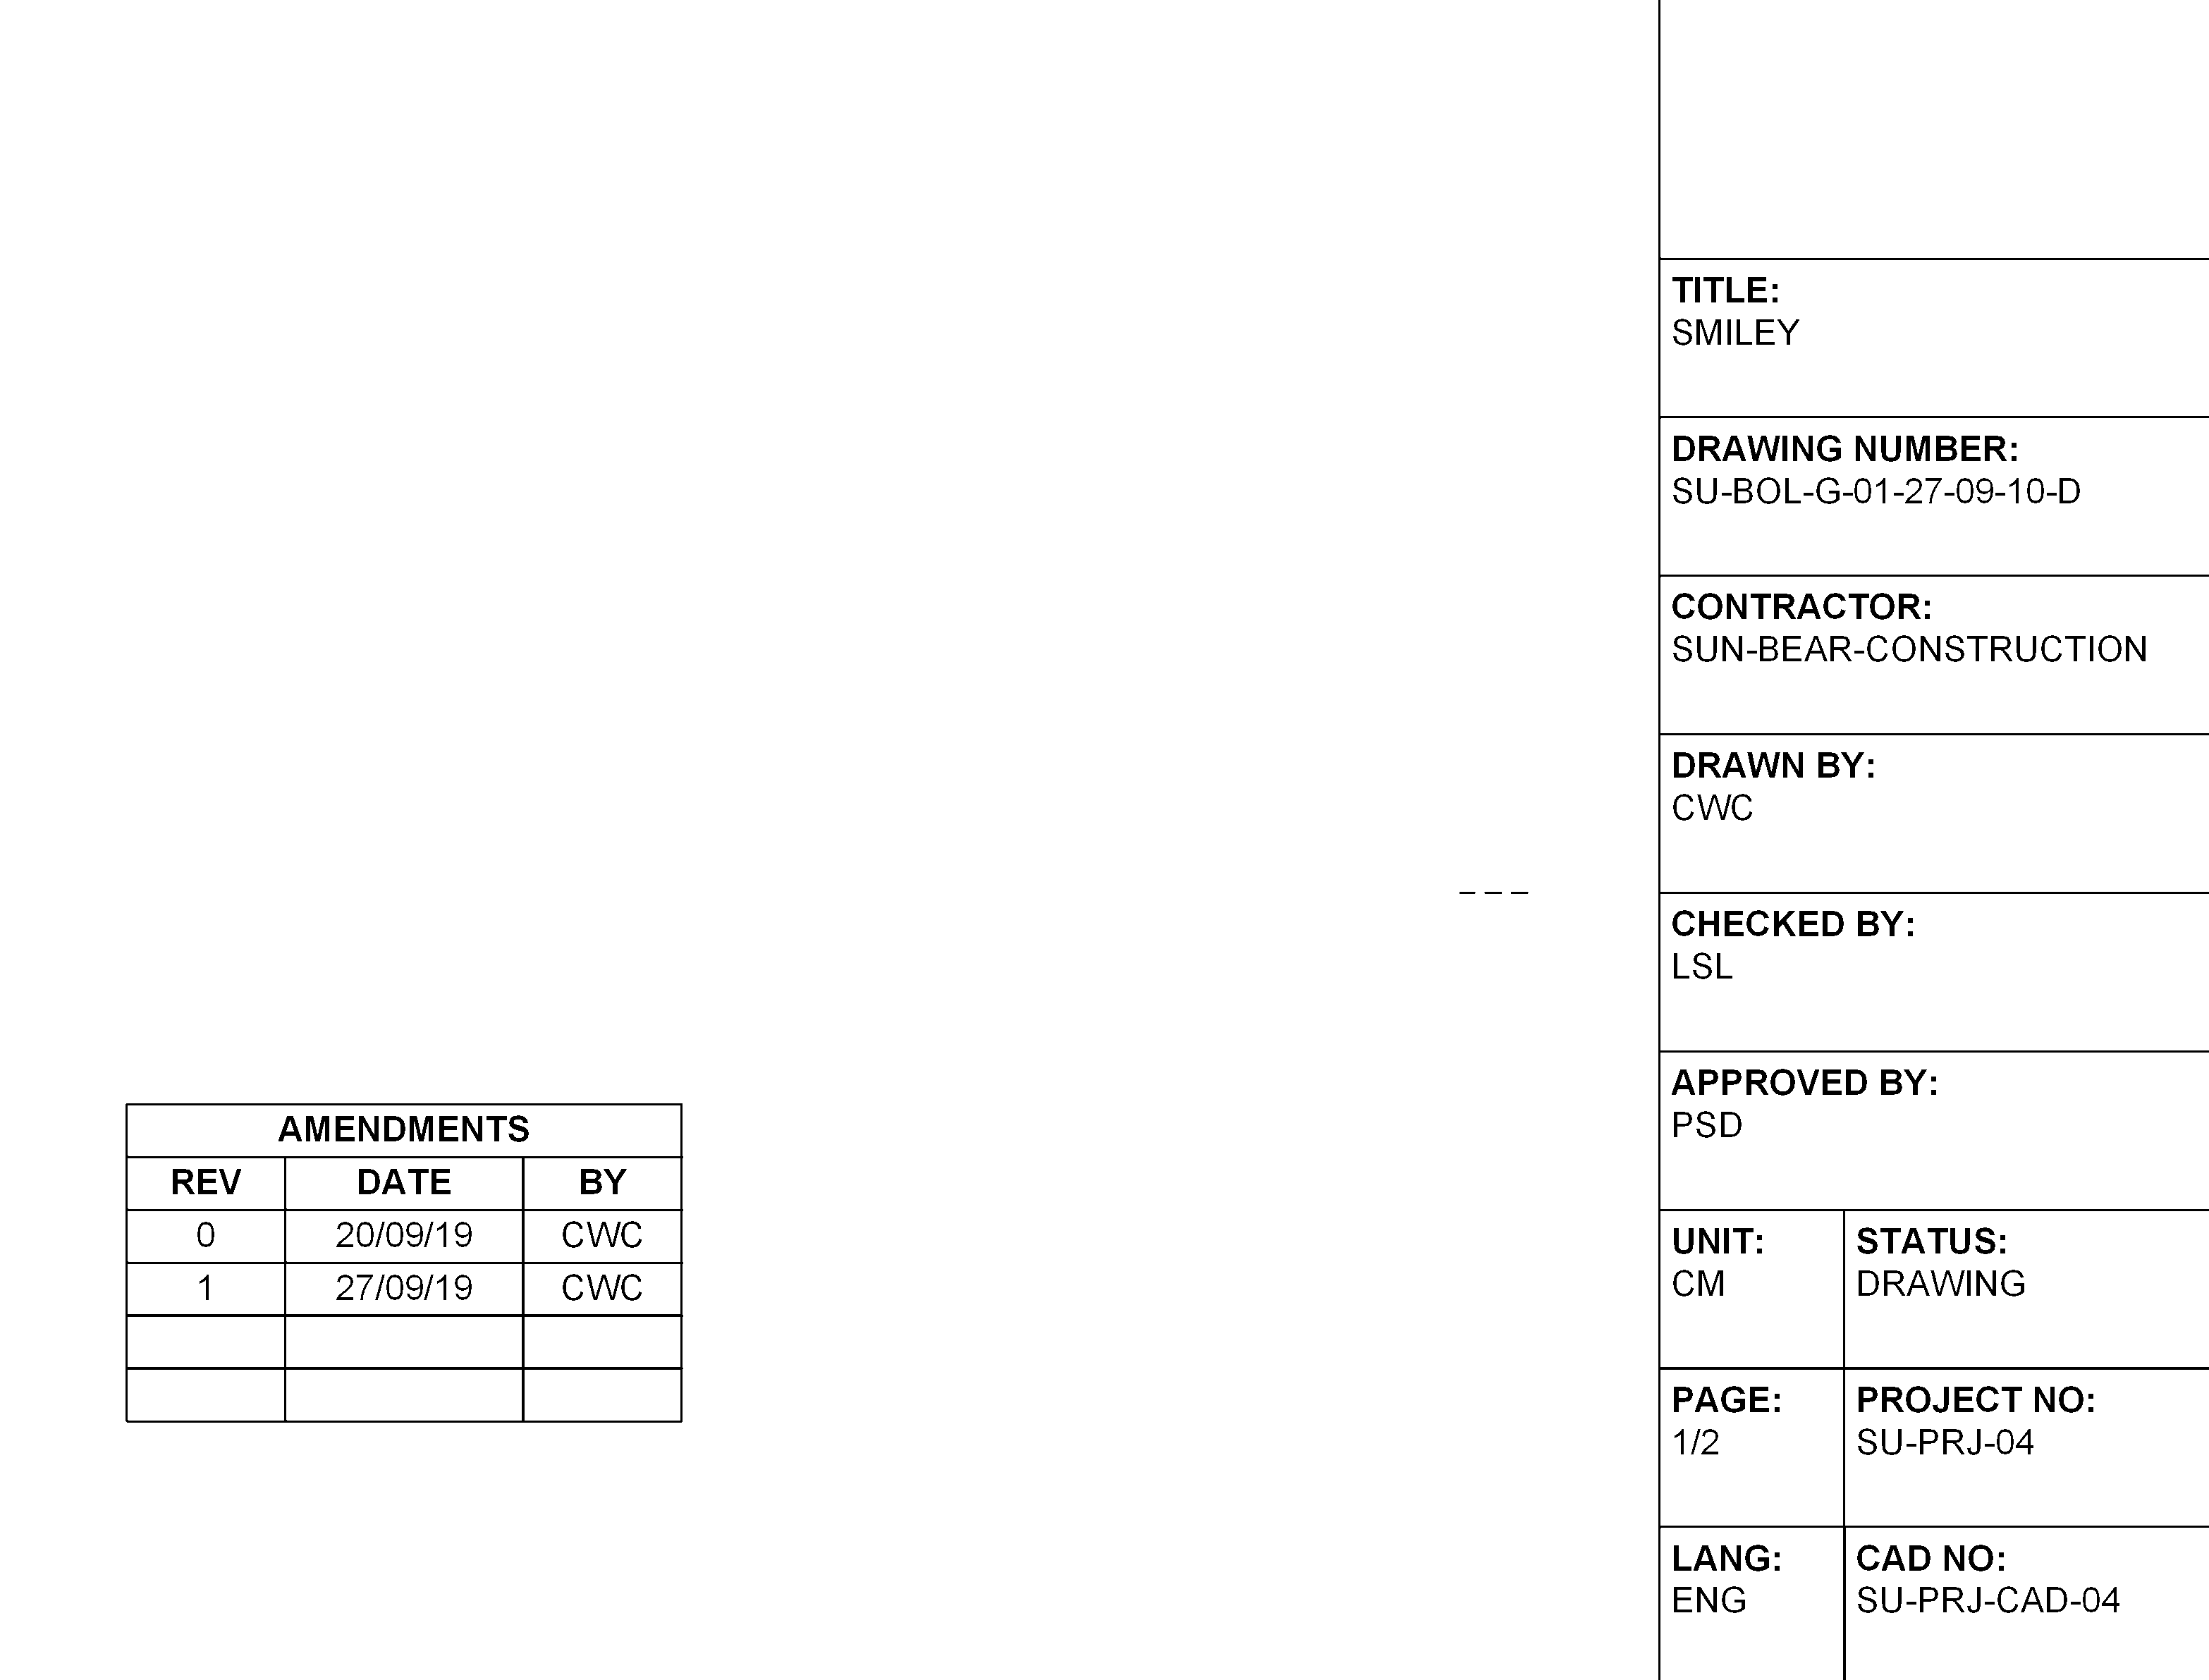 TITLE:
SMILEY
DRAWING NUMBER:
SU-BOL-G-01-27-09-10-D
CONTRACTOR:
SUN-BEAR-CONSTRUCTION
DRAWN BY:
CWC
CHECKED BY:
LSL
APPROVED BY:
PSD
UNIT: STATUS:
CM DRAWING
PAGE: PROJECT NO:
1/2 SU-PRJ-04
LANG: CAD NO:
ENG SU-PRJ-CAD-04
AMENDMENTS
REV DATE BY
0 20/09/19 CWC
1 27/09/19 CWC